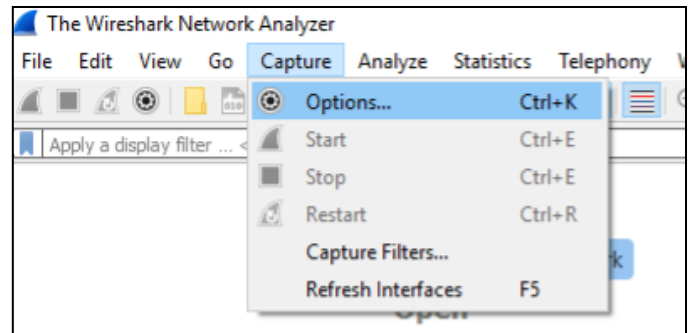 The Wireshark Network Analyzer
File Edit View Go Capture Analyze Statistics Telephony
Options... Ctrl+K
Apply a display filter ... <
Start Ctrl+E
Stop Ctrl+E
Restart Ctrl+R
Capture Filters...
Refresh Interfaces F5